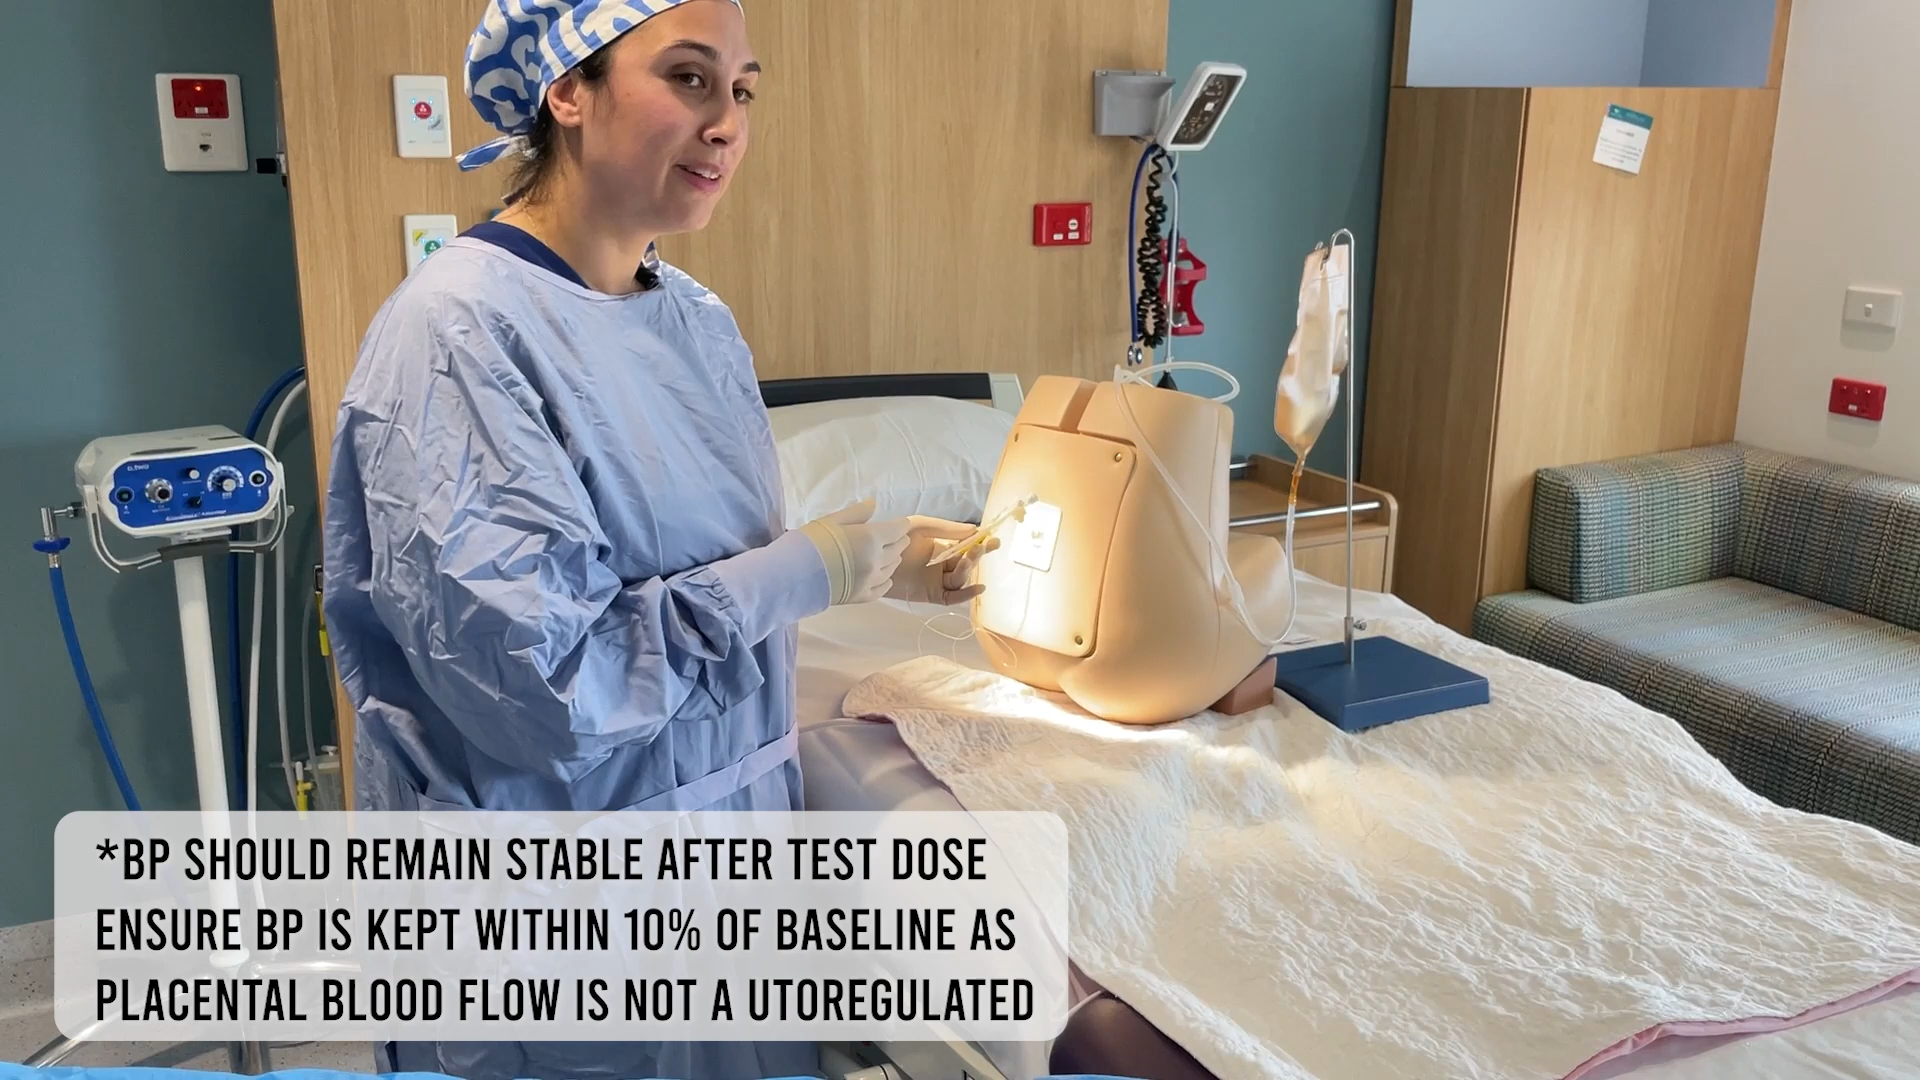 *BP SHOULD REMAIN STABLE AFTER TEST DOSE
ENSURE BP IS KEPT WITHIN 10% OF BASELINE AS
PLACENTAL BLOOD FLOW IS NOT A UTOREGULATED